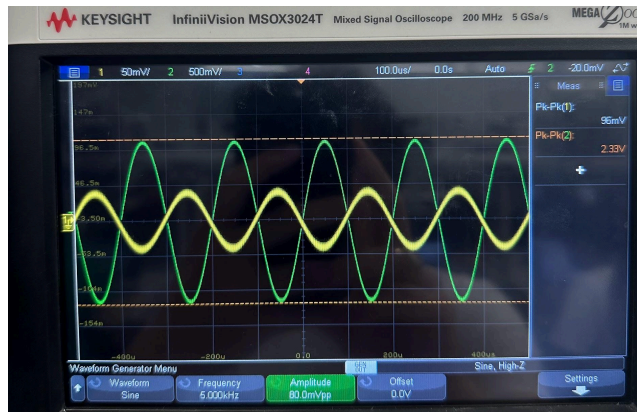 KEYSIGHT InfiniiVision MSOX3024T Mixed Signal Oscilloscope 200 MHz 5 GSa/s MEGA
1M
1 50mV/ 2 500mV/ 3 4 100.0us/ 0.0s Auto 2 -20.0mV
Meas
147m
Pk-Pk(1):
96mV
96.5m
Pk-Pk(2):
2.33V
46.5m
-3.50m
-53.5m
-104m
-154m
-400u -200u 0.0 200u 400us
Waveform Generator Menu Sine, High-Z
Waveform
Sine
Frequency
5.000kHz
Amplitude
80.0mVpp
Offset
0.0V
Settings